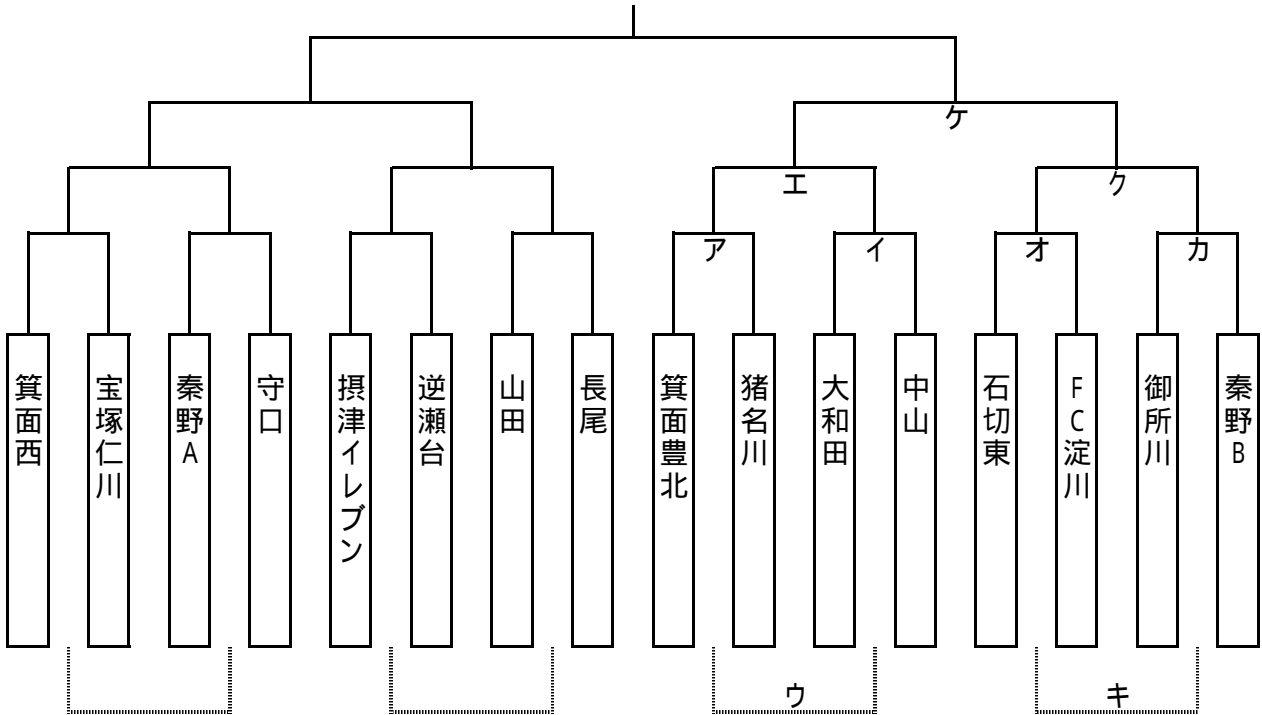 ケ
エ
ク
ア
イ
オ
カ
箕面西
宝塚仁川
秦野A
守口
摂津イレブン
逆瀬台
山田
長尾
箕面豊北
猪名川
大和田
中山
石切東
FC淀川
御所川
秦野B
ウ
キ